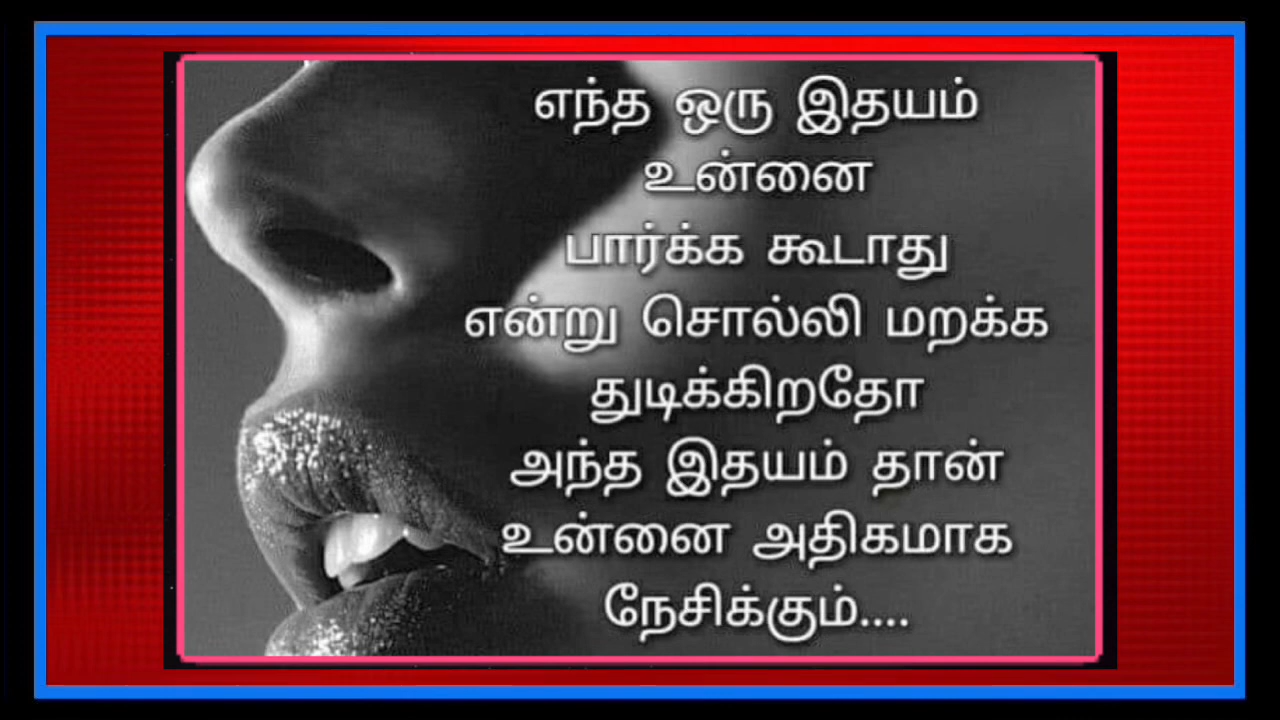 எந்த ஒரு இதயம்
உன்னை
பார்க்க கூடாது
என்று சொல்லி மறக்க
துடிக்கிறதோ
அந்த இதயம் தான்
உன்னை அதிகமாக
நேசிக்கும்....